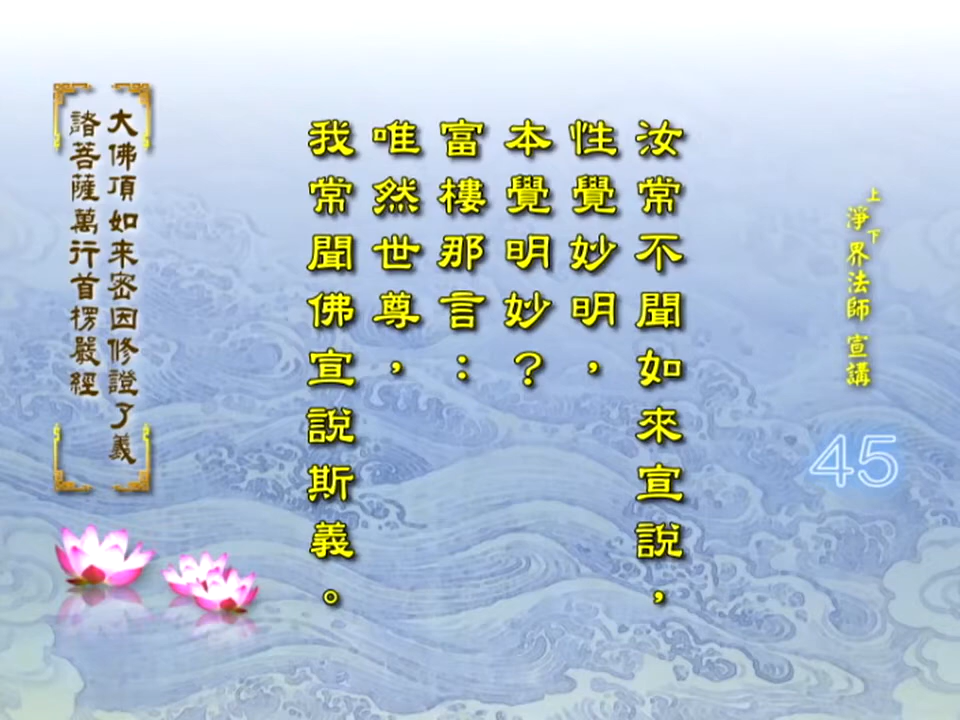 上淨下界法師 宣講
45
汝常不聞如來宣說，
性覺妙明，
本覺明妙？
富樓那言：
唯然世尊，
我常聞佛宣說斯義。
大佛頂如來密因修證了義
諸菩薩萬行首楞嚴經